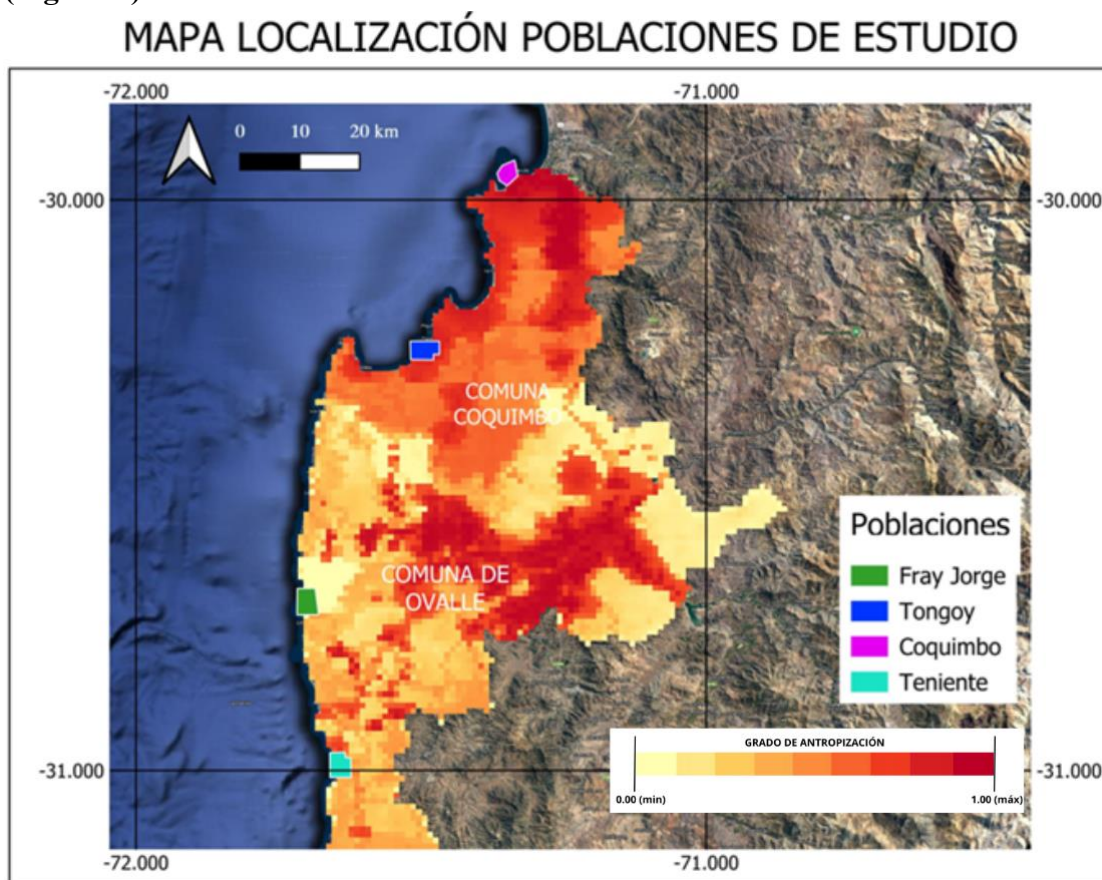 MAPA LOCALIZACIÓN POBLACIONES DE ESTUDIO
-72.000 -71.000
0 10 20 km
-30.000 -30.000
COMUNA
COQUIMBO
Poblaciones
Fray Jorge
Tongoy
Coquimbo
Teniente
COMUNA DE
OVALLE
GRADO DE ANTROPIZACIÓN
0.00 (min) 1.00 (máx)
-31.000 -31.000
-72.000 -71.000